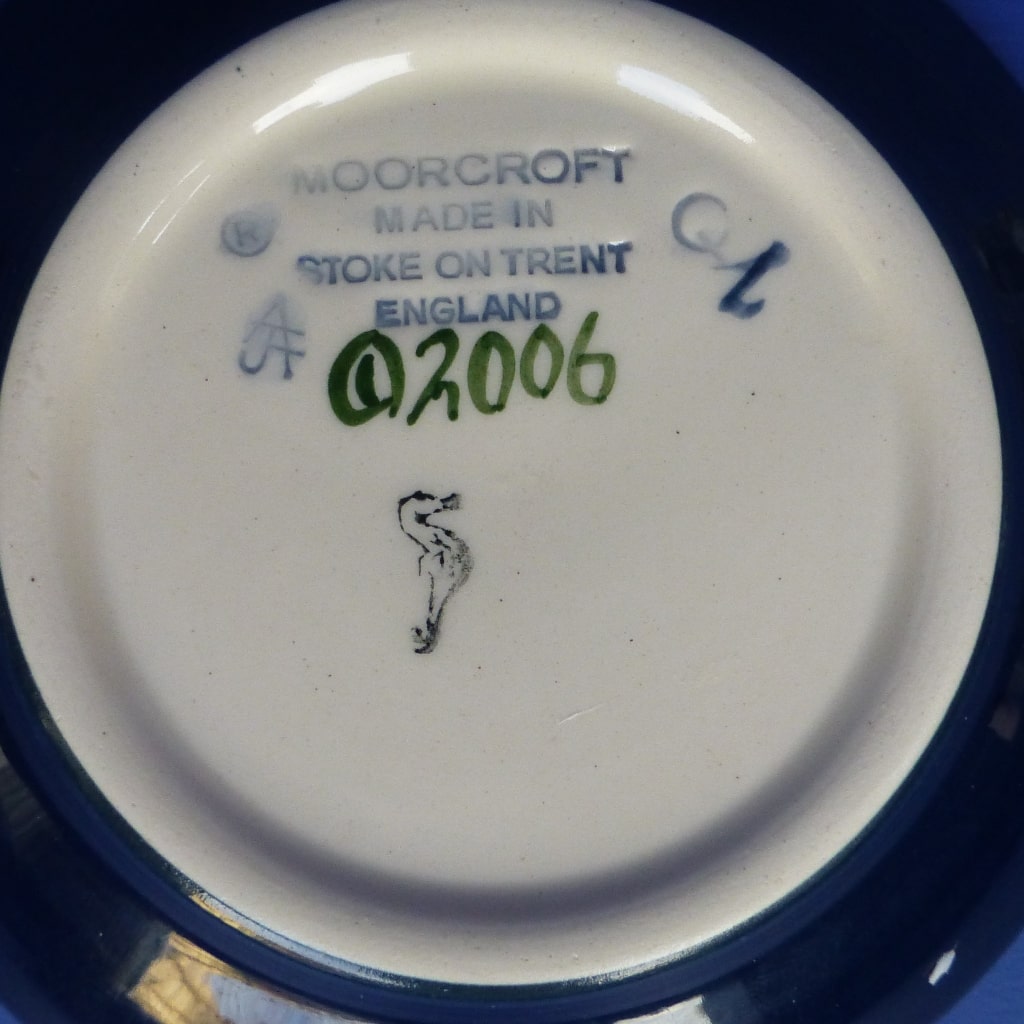 MOORCROFT
MADE IN
®
STOKE ON TRENT
ENGLAND
©2006